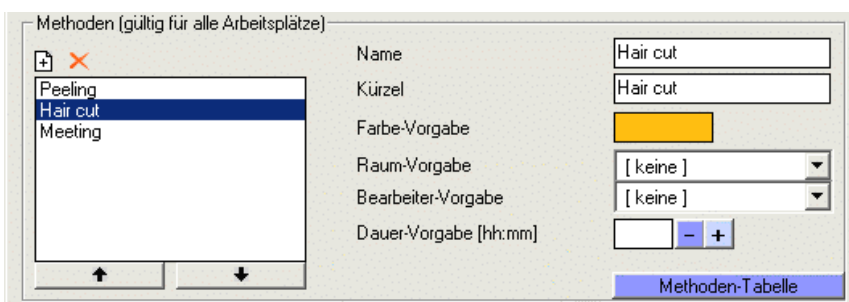 Methoden (gültig für alle Arbeitsplätze)
Peeling
Hair cut
Meeting
Name Hair cut
Kürzel Hair cut
Farbe-Vorgabe
Raum-Vorgabe [ keine ]
Bearbeiter-Vorgabe [ keine ]
Dauer-Vorgabe [hh:mm] - +
Methoden-Tabelle